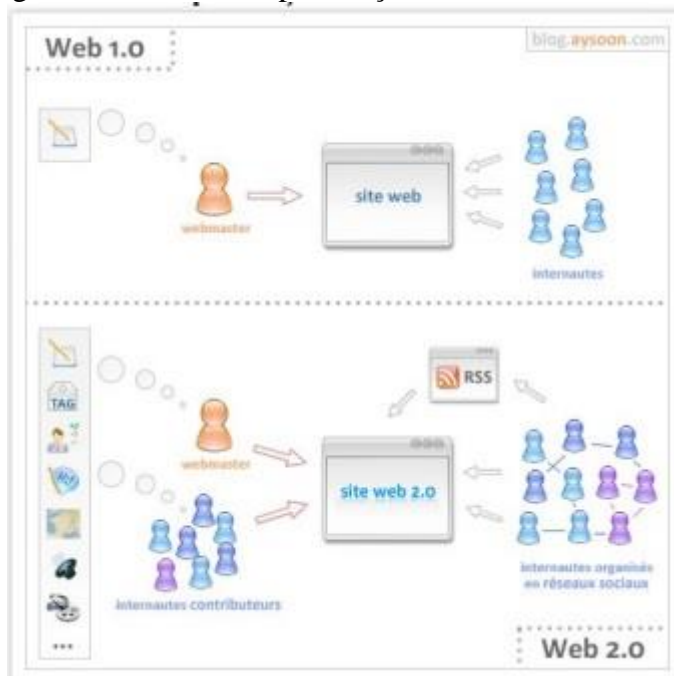 Web 1.0
blog.aysoon.com
webmaster
site web
internautes
RSS
TAG
webmaster
site web 2.0
internautes contributeurs
internautes organisés
en réseaux sociaux
...
Web 2.0